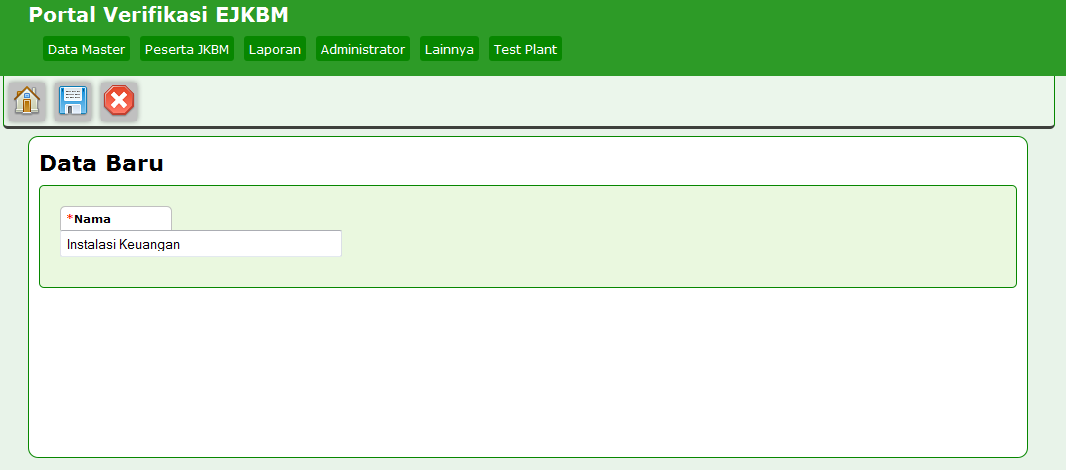 Portal Verifikasi EJKBM
Data Master Peserta JKBM Laporan Administrator Lainnya Test Plant
Data Baru
*Nama
Instalasi Keuangan